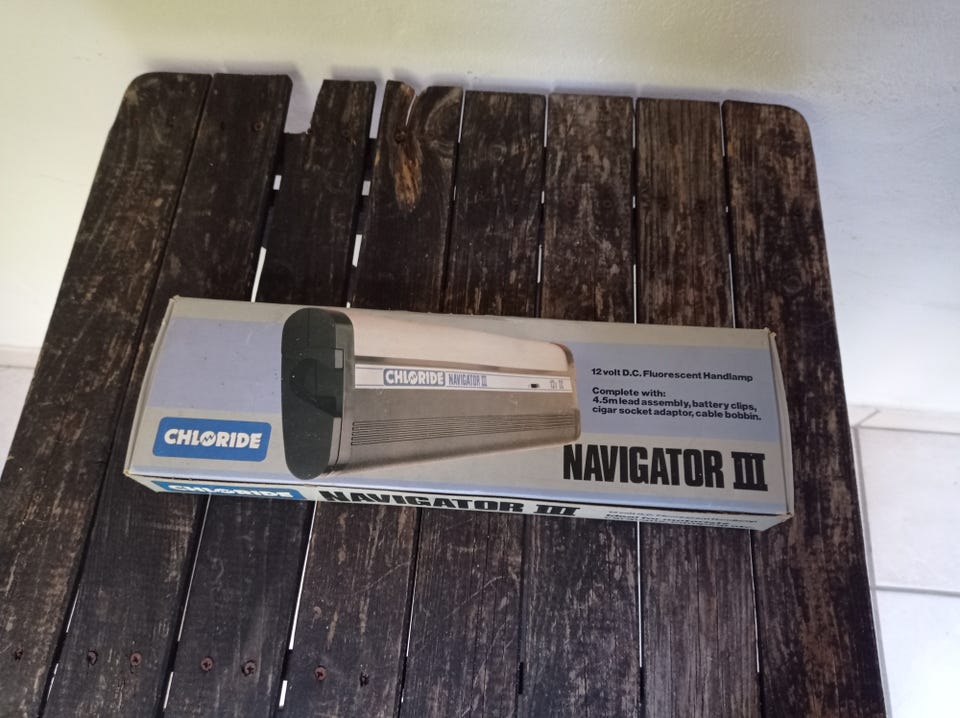 CHLORIDE NAVIGATOR III 12v
12 volt D.C. Fluorescent Handlamp
Complete with:
4.5m lead assembly, battery clips,
cigar socket adaptor, cable bobbin.
CHLORIDE
NAVIGATOR III
CHLORIDE NAVIGATOR III